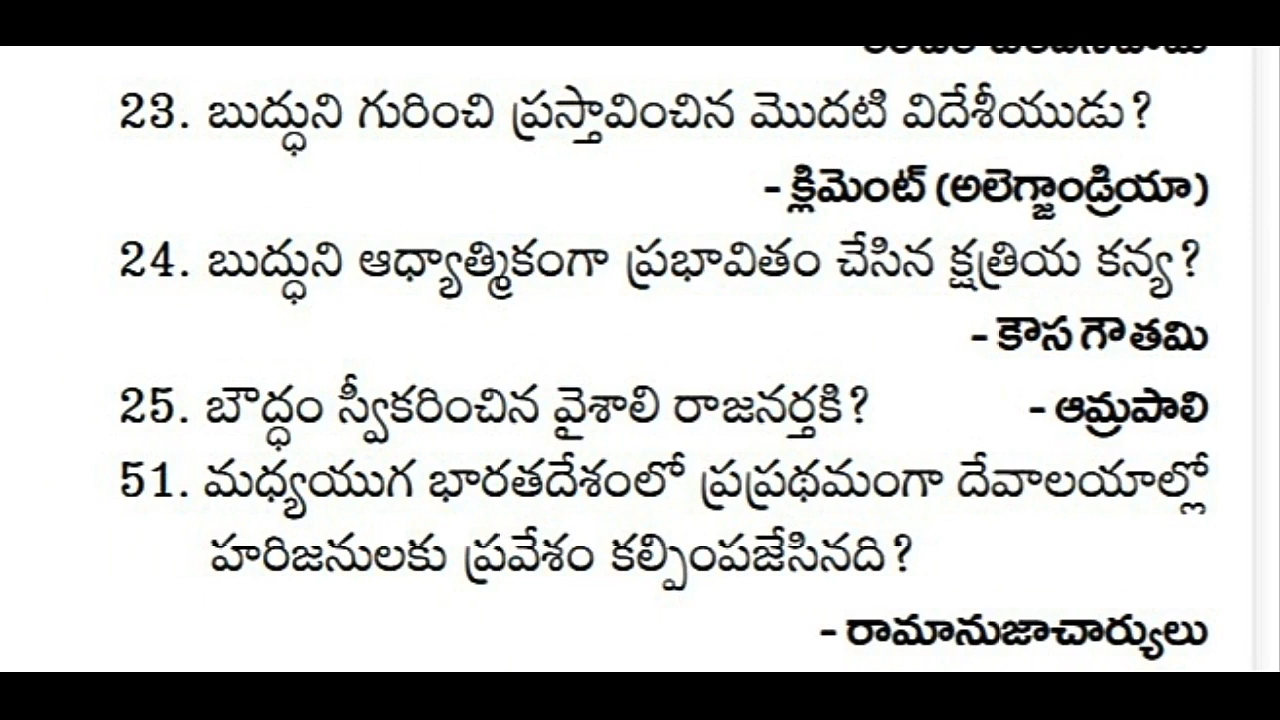 23. బుద్ధుని గురించి ప్రస్తావించిన మొదటి విదేశీయుడు?
- క్లిమెంట్ (అలెగ్జాండ్రియా)
24. బుద్ధుని ఆధ్యాత్మికంగా ప్రభావితం చేసిన క్షత్రియ కన్య?
- కౌస గౌతమి
25. బౌద్ధం స్వీకరించిన వైశాలి రాజనర్తకి? - ఆమ్రపాలి
51. మధ్యయుగ భారతదేశంలో ప్రప్రథమంగా దేవాలయాల్లో
హరిజనులకు ప్రవేశం కల్పింపజేసినది?
- రామానుజాచార్యులు